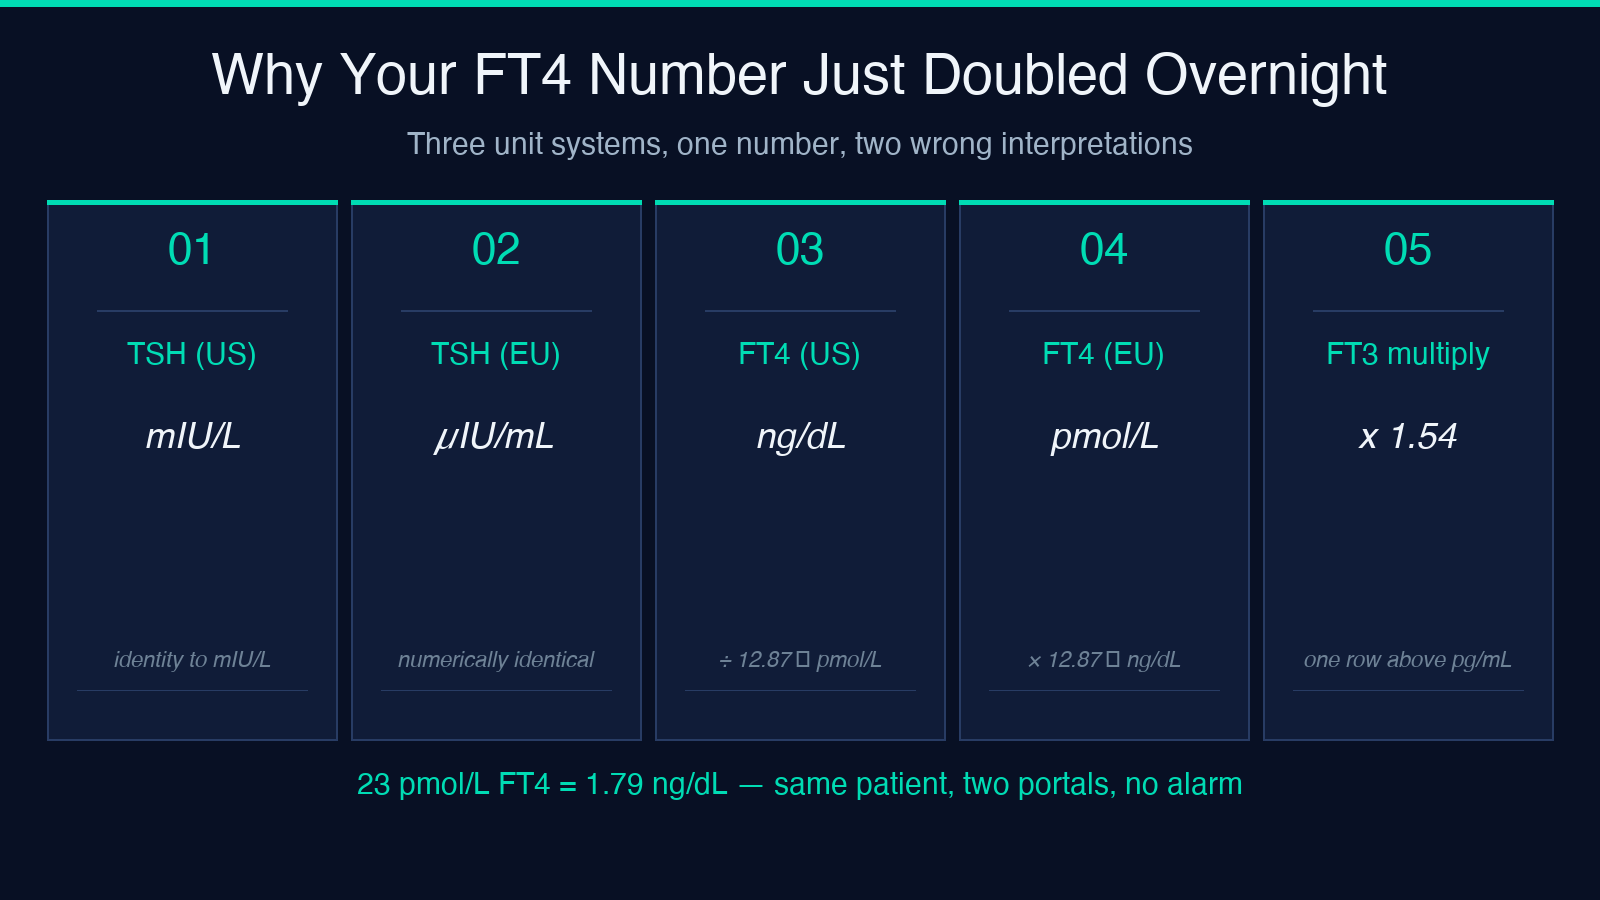 Why Your FT4 Number Just Doubled Overnight
Three unit systems, one number, two wrong interpretations
01
TSH (US)
mIU/L
identity to mIU/L
02
TSH (EU)
µIU/mL
numerically identical
03
FT4 (US)
ng/dL
÷ 12.87 □ pmol/L
04
FT4 (EU)
pmol/L
× 12.87 □ ng/dL
05
FT3 multiply
x 1.54
one row above pg/mL
23 pmol/L FT4 = 1.79 ng/dL — same patient, two portals, no alarm